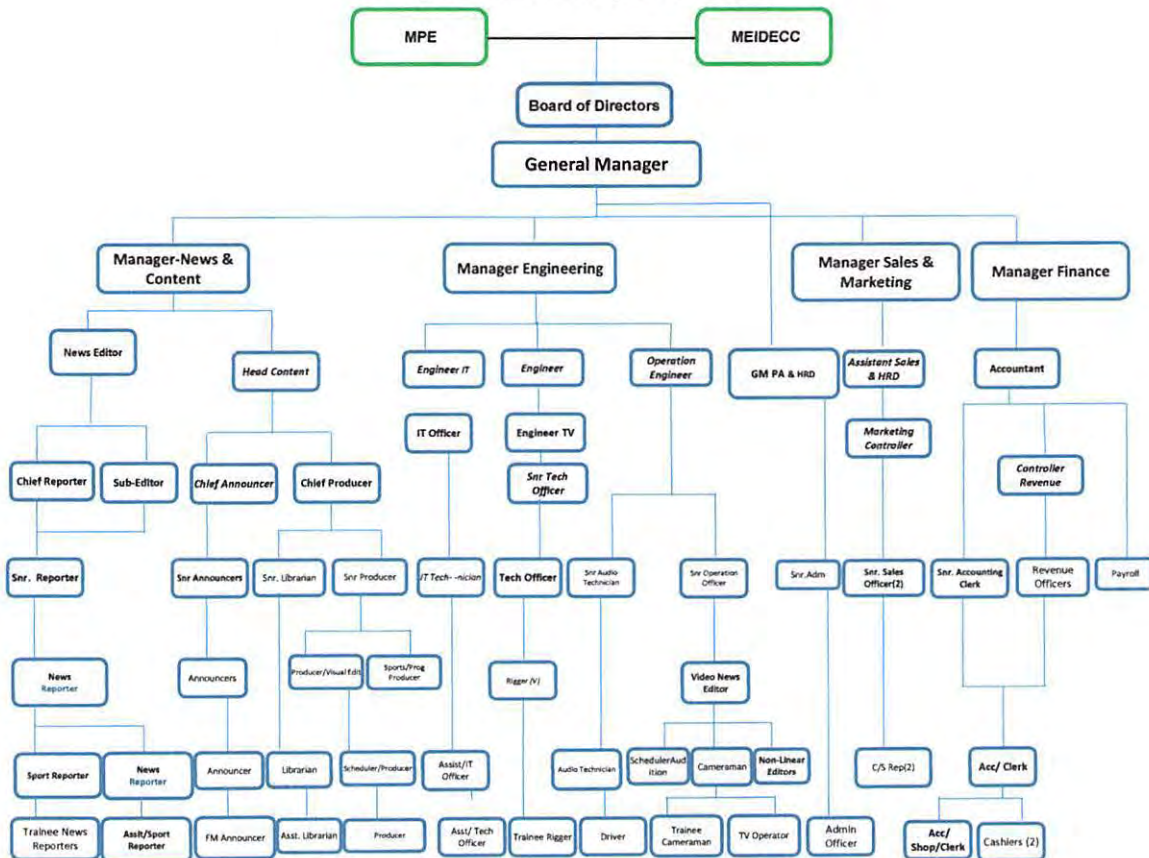 MPE
MEIDECC
Board of Directors
General Manager
Manager-News &
Content
Manager Engineering
Manager Sales &
Marketing
Manager Finance
News Editor
Head Content
Engineer IT
Engineer
Operation
Engineer
GM PA & HRD
Assistant Sales
& HRD
Accountant
IT Officer
Engineer TV
Marketing
Controller
Chief Reporter
Sub-Editor
Chief Announcer
Chief Producer
Snr Tech
Officer
Controller
Revenue
Snr. Reporter
Snr Announcers
Snr. Librarian
Snr Producer
IT Tech- -nician
Tech Officer
Snr Audio
Technician
Snr Operation
Officer
Snr.Adm
Snr. Sales
Officer(2)
Snr. Accounting
Clerk
Revenue
Officers
Payroll
News
Reporter
Announcers
Producer/Visual Edit
Sports/Prog
Producer
Rigger (V)
Video News
Editor
Sport Reporter
News
Reporter
Announcer
Librarian
Scheduler/Producer
Assist/IT
Officer
Audio Technician
SchedulerAud
ition
Cameraman
Non-Linear
Editors
C/S Rep(2)
Acc/ Clerk
Trainee News
Reporters
Assit/Sport
Reporter
FM Announcer
Asst. Librarian
Producer
Asst/ Tech
Officer
Trainee Rigger
Driver
Trainee
Cameraman
TV Operator
Admin
Officer
Acc/
Shop/Clerk
Cashiers (2)